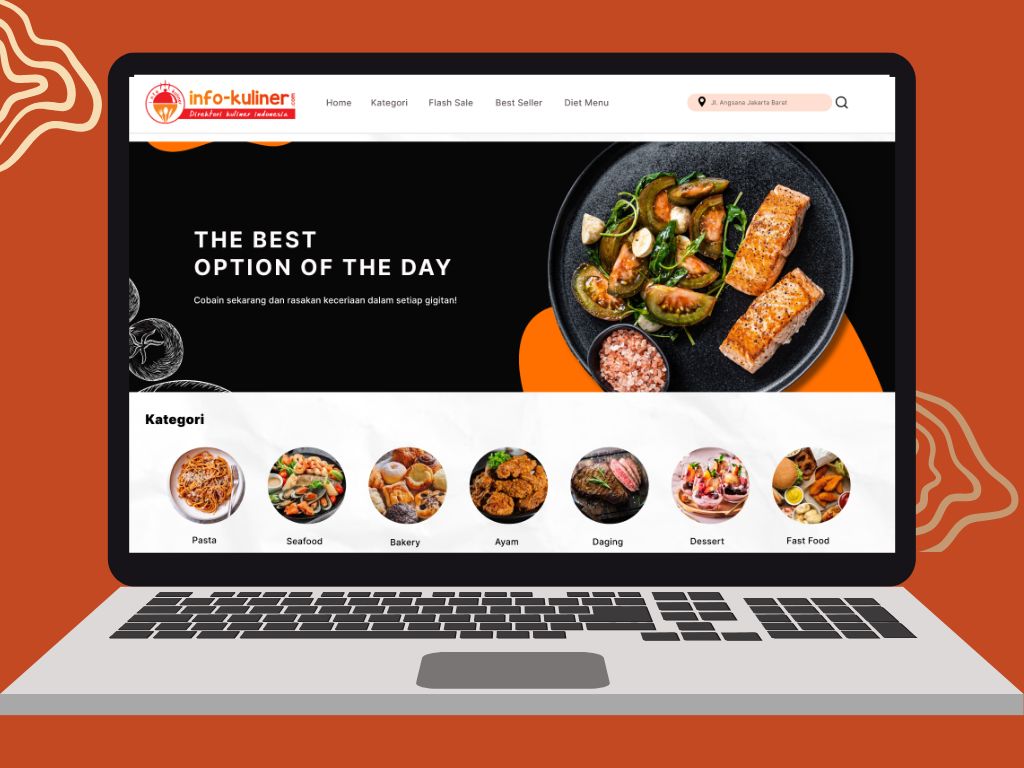 info-kuliner
.com
Direktori kuliner indonesia
Home
Kategori
Flash Sale
Best Seller
Diet Menu
Jl. Angsana Jakarta Barat
THE BEST
OPTION OF THE DAY
Cobain sekarang dan rasakan keceriaan dalam setiap gigitan!
Kategori
Pasta
Seafood
Bakery
Ayam
Daging
Dessert
Fast Food